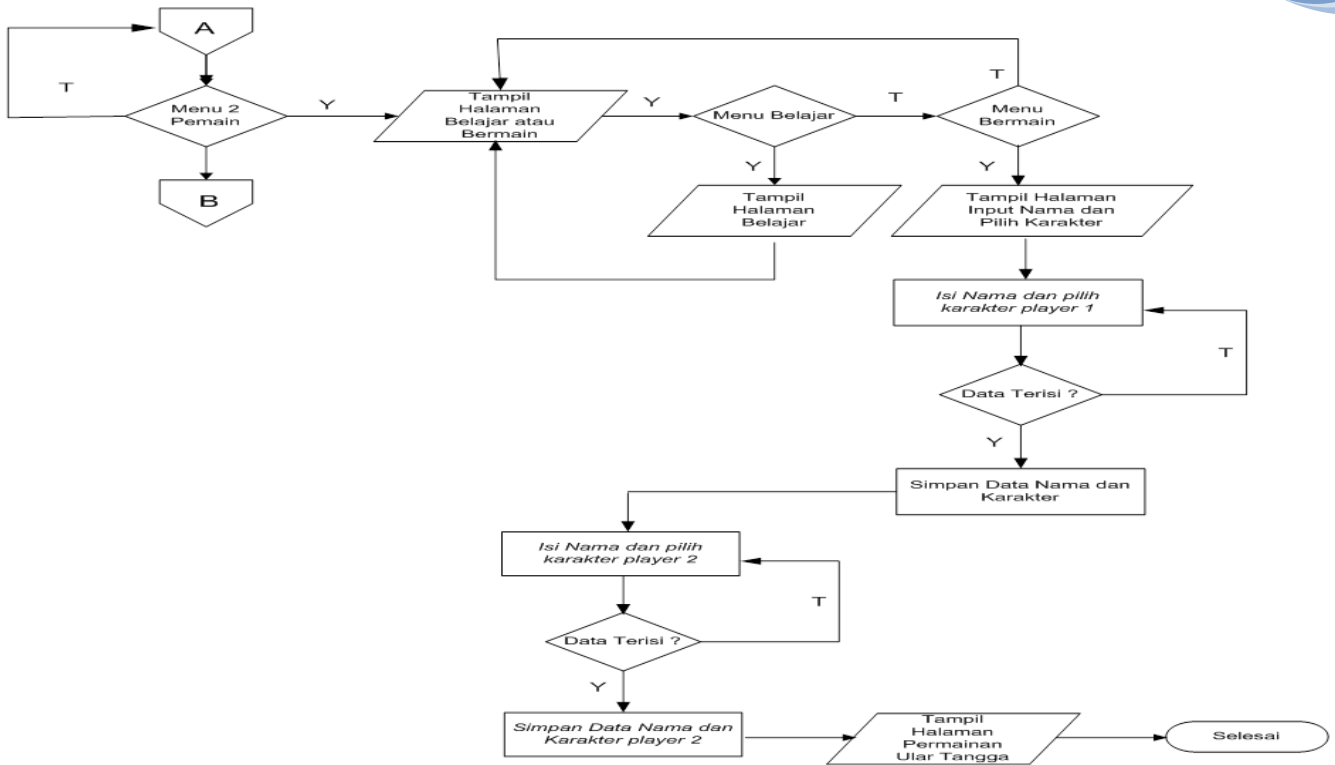 A
T
Menu 2
Pemain
Y
B
Tampil
Halaman
Belajar atau
Bermain
Y
Menu Belajar
T
Menu
Bermain
T
Y
Tampil
Halaman
Belajar
Y
Tampil Halaman
Input Nama dan
Pilih Karakter
Isi Nama dan pilih
karakter player 1
T
Data Terisi ?
Y
Simpan Data Nama dan
Karakter
Isi Nama dan pilih
karakter player 2
T
Data Terisi ?
Y
Simpan Data Nama dan
Karakter player 2
Tampil
Halaman
Permainan
Ular Tangga
Selesai